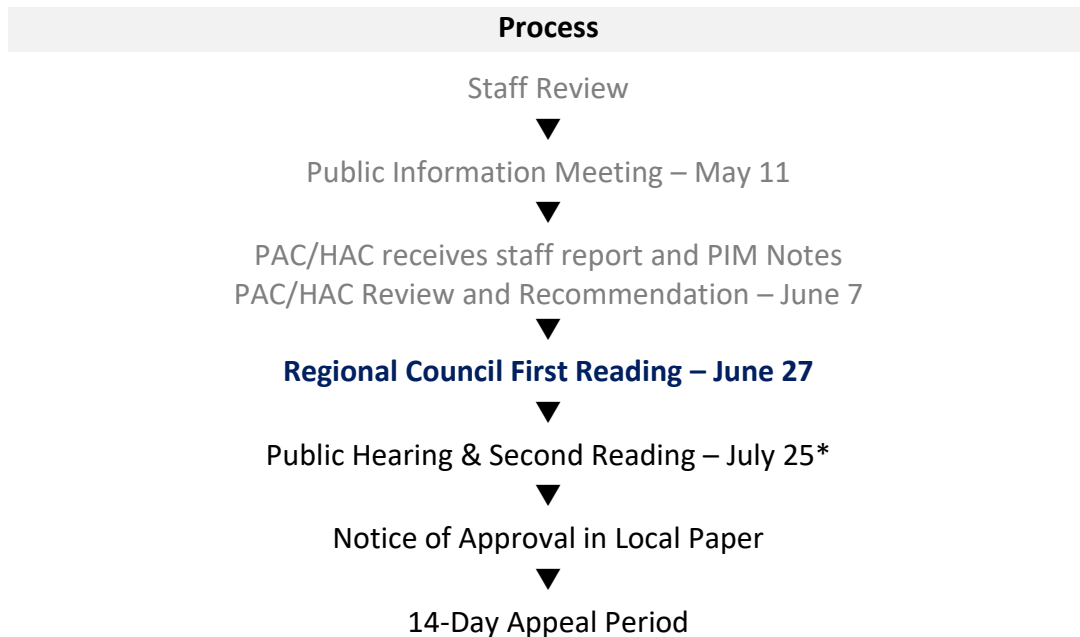 Process
Staff Review
Public Information Meeting – May 11
PAC/HAC receives staff report and PIM Notes
PAC/HAC Review and Recommendation – June 7
Regional Council First Reading – June 27
Public Hearing & Second Reading – July 25*
Notice of Approval in Local Paper
14-Day Appeal Period